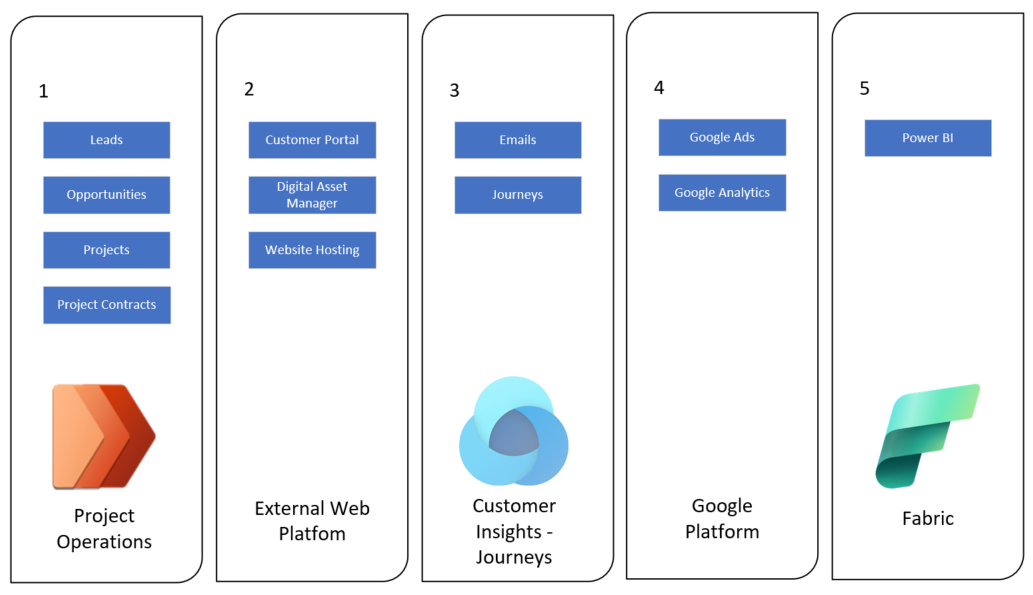 1
Leads
Opportunities
Projects
Project Contracts
Project
Operations
2
Customer Portal
Digital Asset
Manager
Website Hosting
External Web
Platfom
3
Emails
Journeys
Customer
Insights -
Journeys
4
Google Ads
Google Analytics
Google
Platform
5
Power BI
Fabric